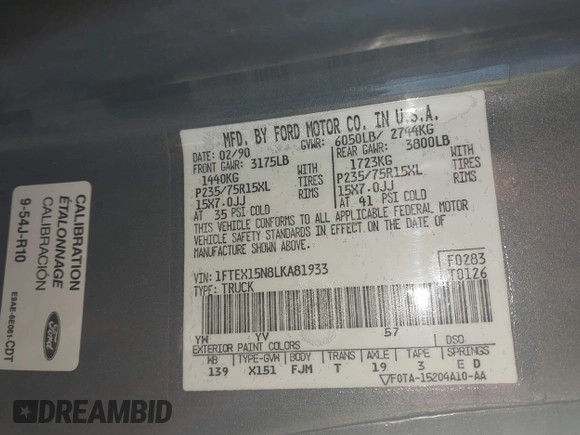 MFD. BY FORD MOTOR CO. IN U.S.A.
DATE: 02/90 GVWR: 6050LB/ 2744KG
FRONT GAWR: 3175LB REAR GAWR: 3800LB
1440KG WITH 1723KG WITH
P235/75R15XL TIRES P235/75R15XL TIRES
15X7.0JJ RIMS 15X7.0JJ RIMS
AT 35 PSI COLD AT 41 PSI COLD
THIS VEHICLE CONFORMS TO ALL APPLICABLE FEDERAL MOTOR
VEHICLE SAFETY STANDARDS IN EFFECT ON THE DATE OF
MANUFACTURE SHOWN ABOVE.
VIN: 1FTEX15N8LKA81933 F0283
TYPE: TRUCK T0126
YW YV 57
EXTERIOR PAINT COLORS DSO
WB TYPE-GVW BODY TRANS AXLE TAPE SPRINGS
139 X151 FJM T 19 3 E D
F0TA-15204A10-AA
CALIBRATION
ÉTALONNAGE
CALIBRACIÓN
9-54J-R10
Ford
E9AE-6E061-CDT
DREAMBID